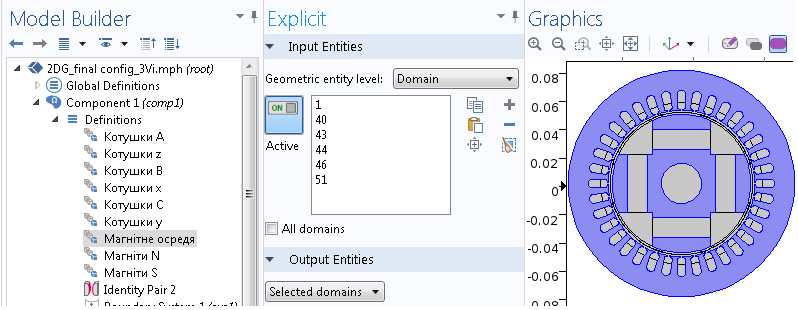 Model Builder
2DG_final config_3Vi.mph (root)
Global Definitions
Component 1 (comp1)
Definitions
Котушки A
Котушки z
Котушки B
Котушки x
Котушки C
Котушки y
Магнітне осредя
Магніти N
Магніти S
Identity Pair 2
Explicit
Input Entities
Geometric entity level: Domain
ON
Active
1
40
43
44
46
51
All domains
Output Entities
Selected domains
Graphics
0.08
0.06
0.04
0.02
0
-0.02
-0.04
-0.06
0.08